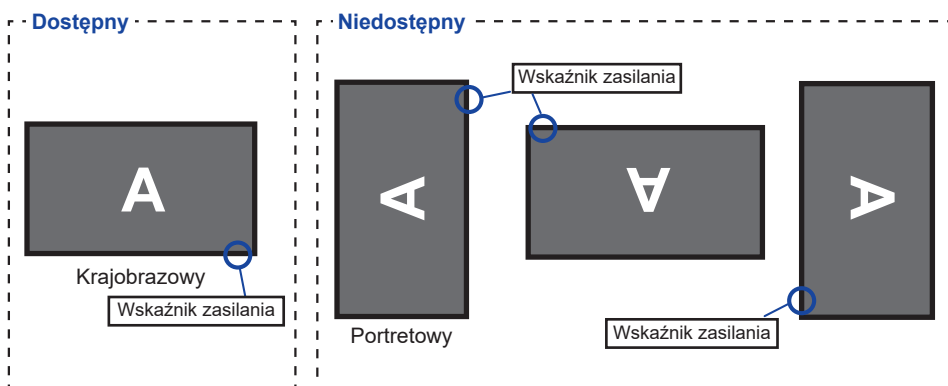 Dostępny
A
Krajobrazowy
Wskaźnik zasilania
Niedostępny
Wskaźnik zasilania
A
A
A
Portretowy
Wskaźnik zasilania